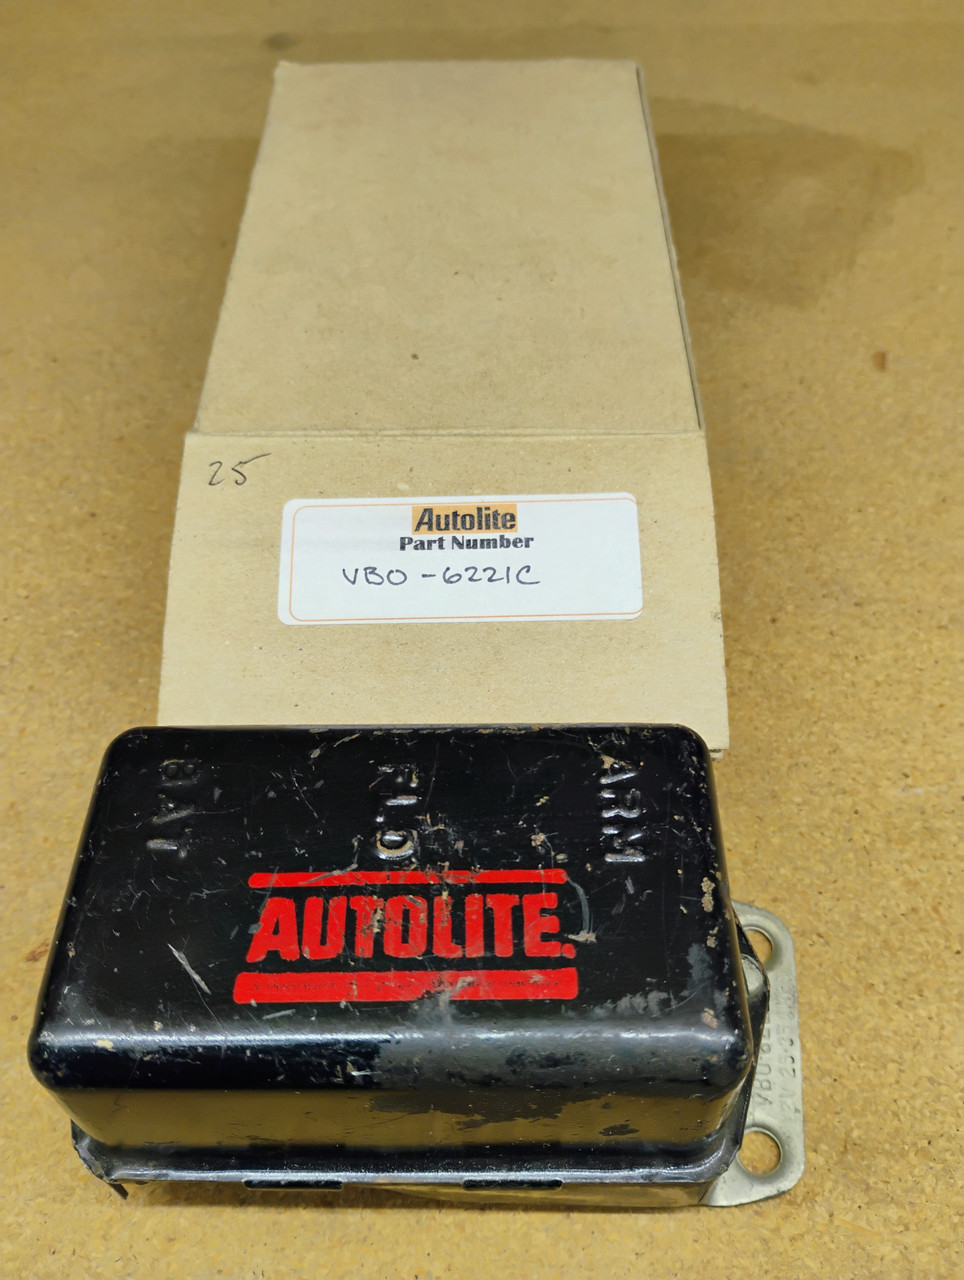 25
Autolite
Part Number
VBO-6221C
BAT
FLD
ARM
AUTOLITE.